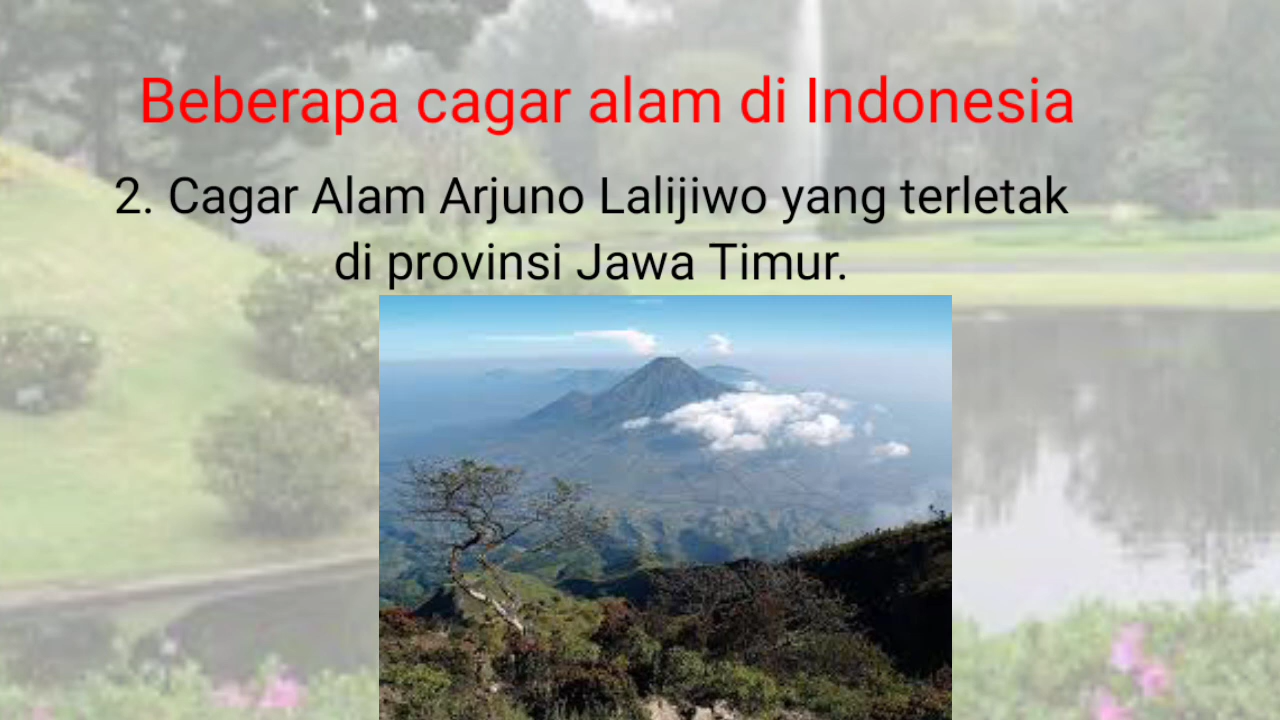 Beberapa cagar alam di Indonesia
2. Cagar Alam Arjuno Lalijiwo yang terletak
di provinsi Jawa Timur.